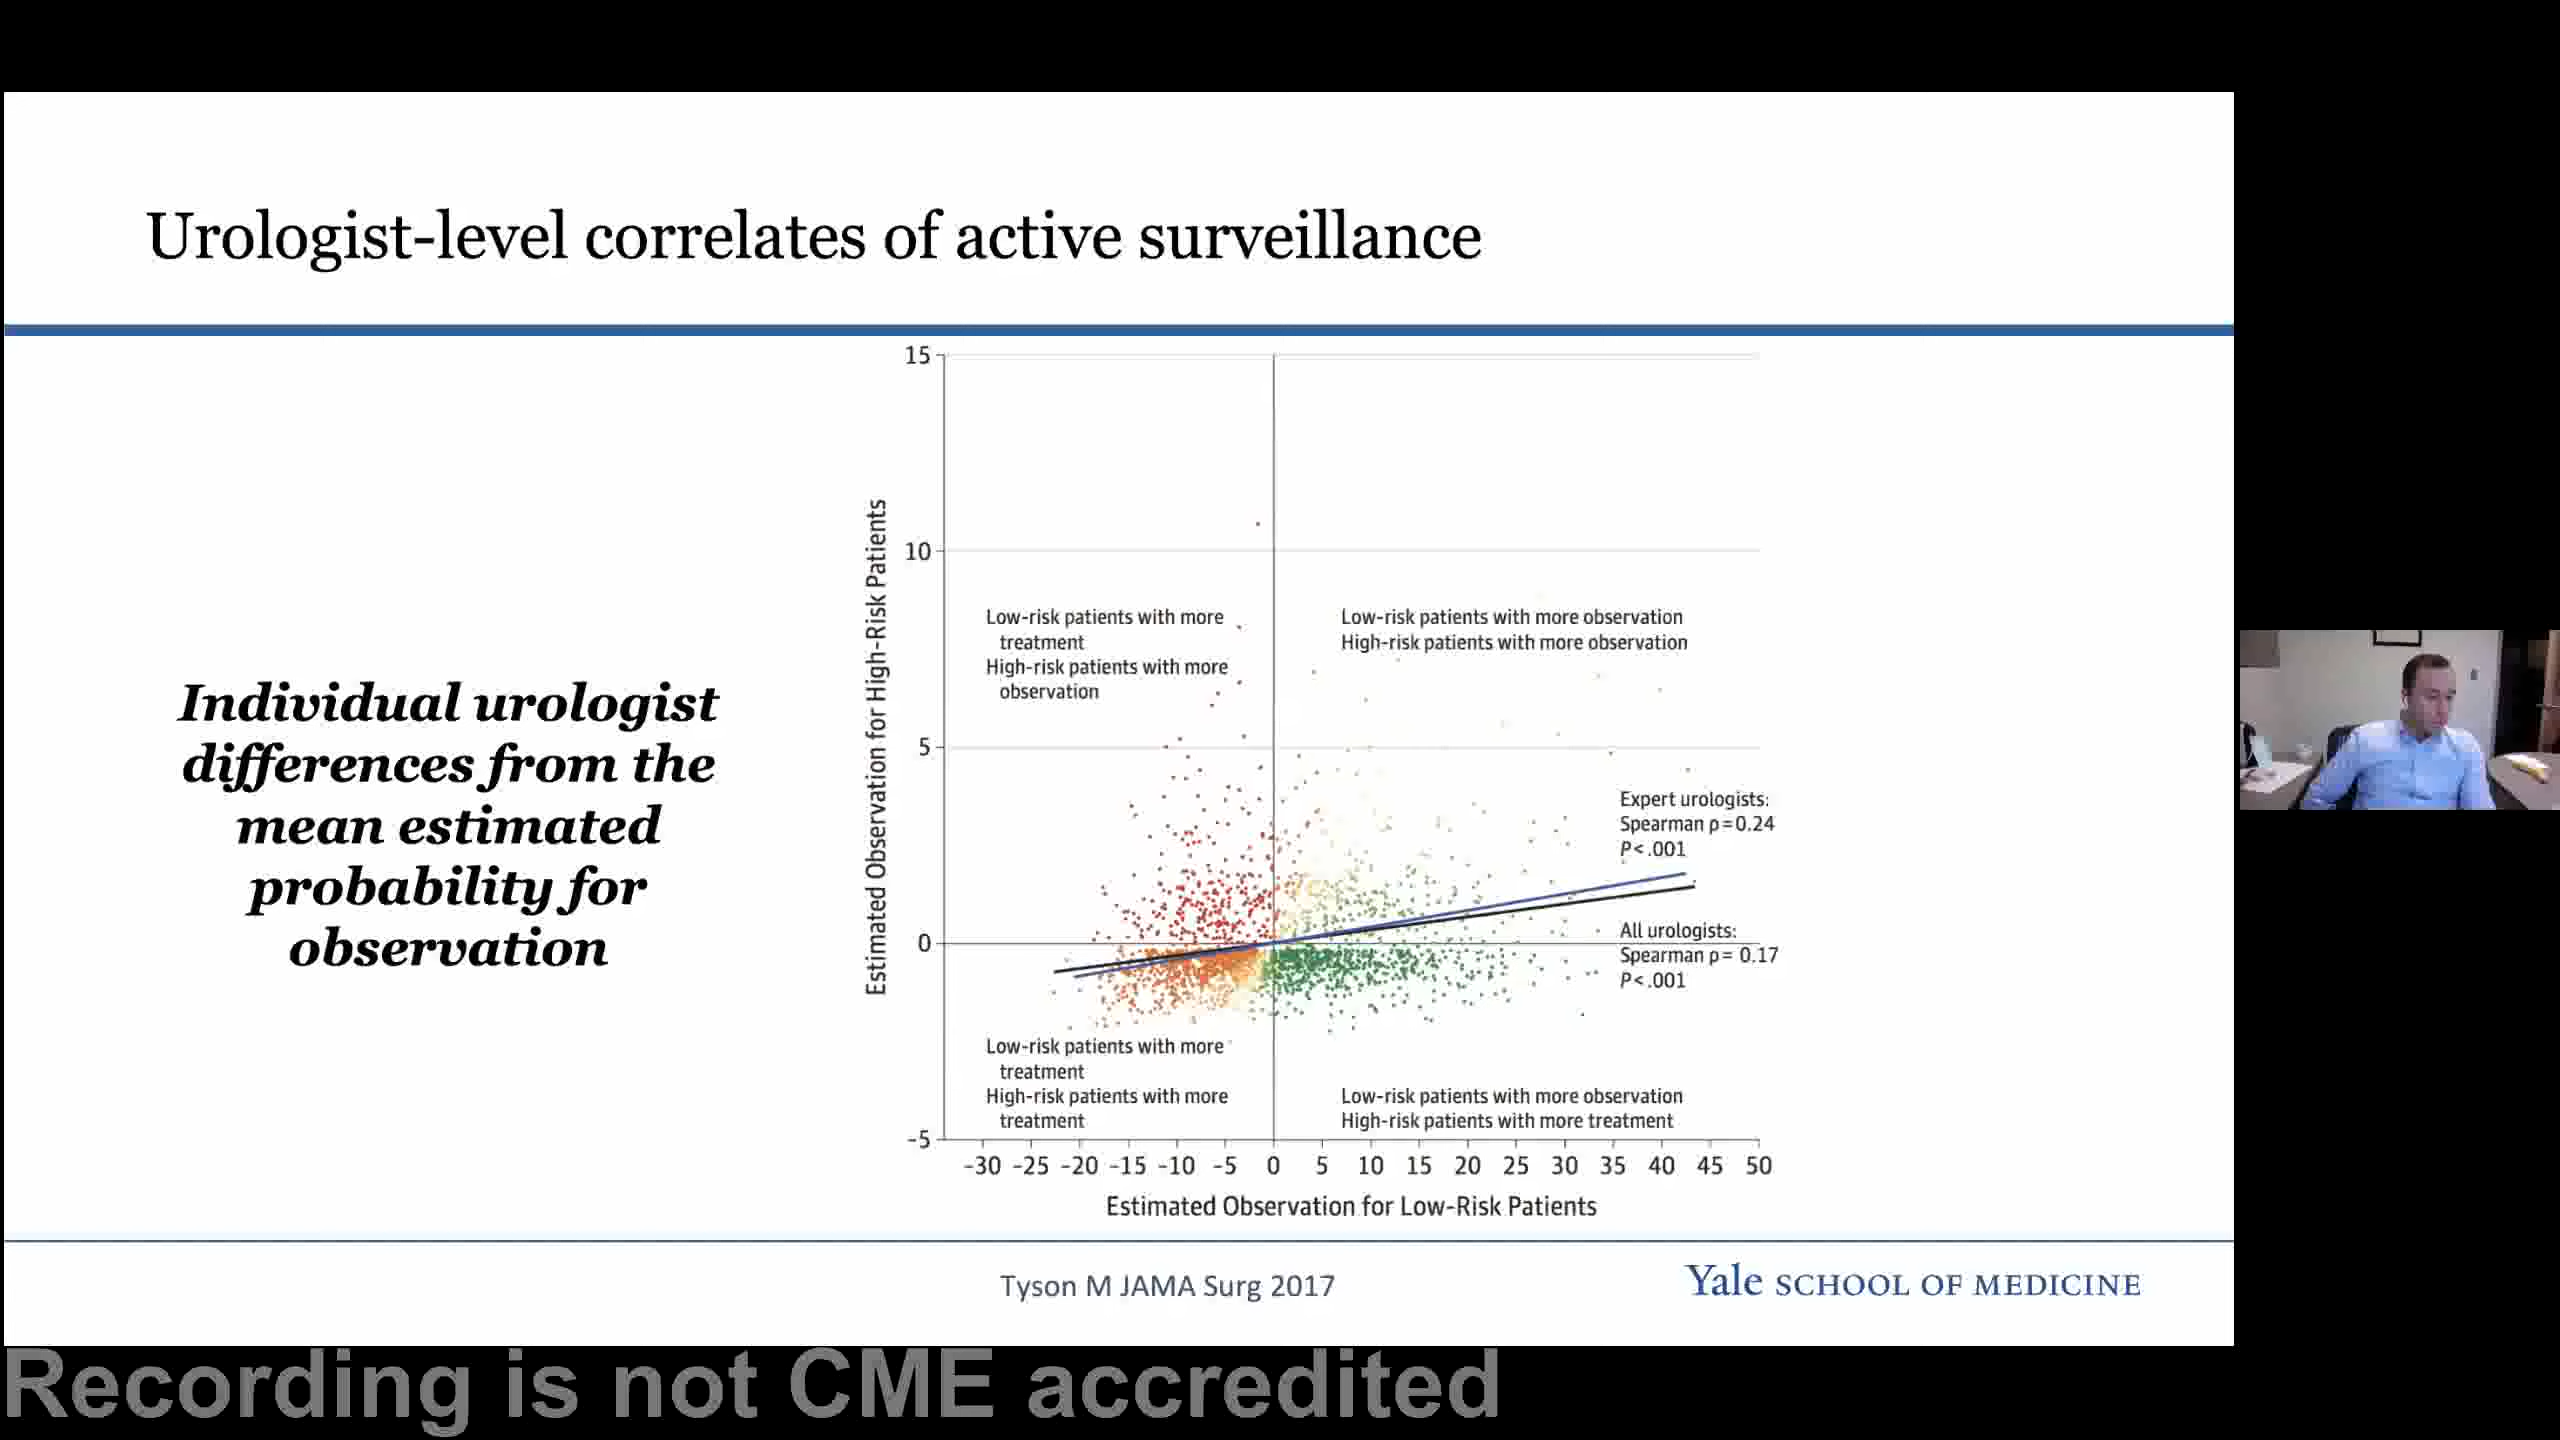 Urologist-level correlates of active surveillance
Individual urologist
differences from the
mean estimated
probability for
observation
Estimated Observation for High-Risk Patients
15
10
5
0
-5
Low-risk patients with more
treatment
High-risk patients with more
observation
Low-risk patients with more observation
High-risk patients with more observation
Expert urologists:
Spearman ρ=0.24
P<.001
All urologists:
Spearman ρ= 0.17
P<.001
Low-risk patients with more
treatment
High-risk patients with more
treatment
Low-risk patients with more observation
High-risk patients with more treatment
-30 -25 -20 -15 -10 -5 0 5 10 15 20 25 30 35 40 45 50
Estimated Observation for Low-Risk Patients
Tyson M JAMA Surg 2017
Yale SCHOOL OF MEDICINE
Recording is not CME accredited